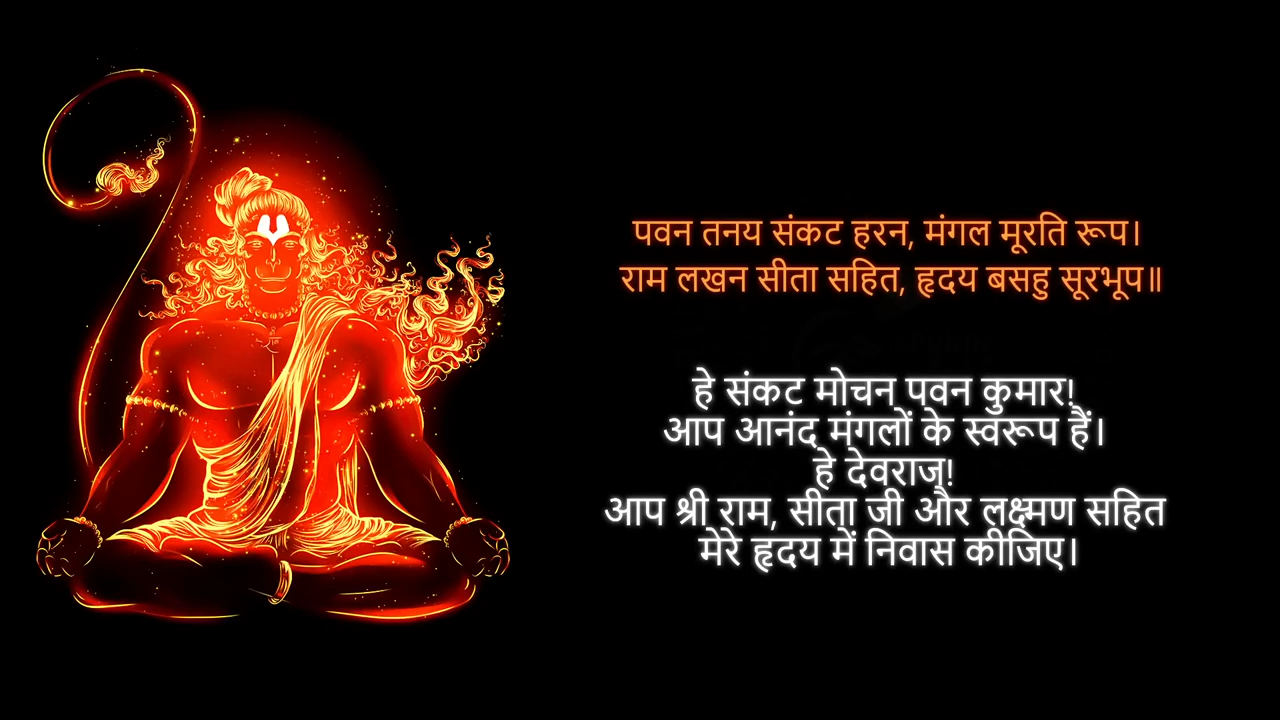 पवन तनय संकट हरन, मंगल मूरति रूप।
राम लखन सीता सहित, हृदय बसहु सूरभूप॥
हे संकट मोचन पवन कुमार!
आप आनंद मंगलों के स्वरूप हैं।
हे देवराज!
आप श्री राम, सीता जी और लक्ष्मण सहित
मेरे हृदय में निवास कीजिए।